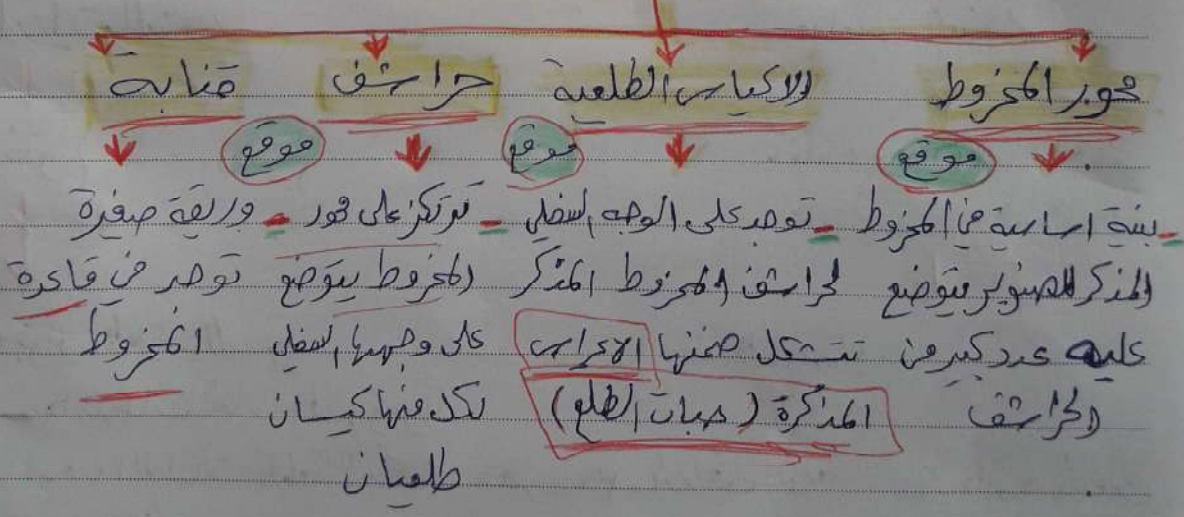 محور المخروط الاكياس الطلعية حراشف قنابة
موقع موقع موقع
- بنية اساسية في المخروط - توجد على الوجه السفلي - ترتكز على محور - وريقة صغيرة
المذكر للصنوبر يتوضع لحراشف المخروط المذكر المخروط يتوضع توجد في قاعدة
عليه عدد كبير من تتشكل ضمنها الاعراس على وجهها السفلي المخروط
الحراشف المذكرة (حبات الطلع) لكل منها كيسان
طلعيان